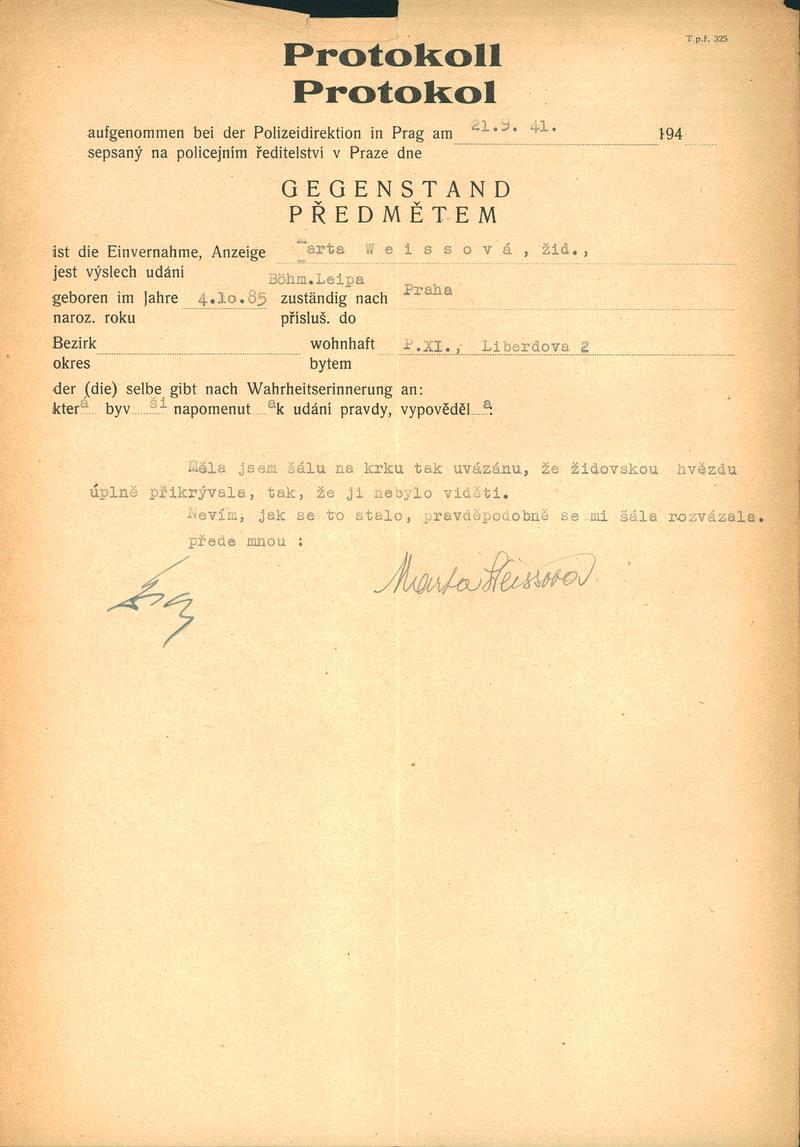 T.p.ř. 325
Protokoll
Protokol
aufgenommen bei der Polizeidirektion in Prag am 21.9. 41. 194
sepsaný na policejním ředitelství v Praze dne
GEGENSTAND
PŘEDMĚTEM
ist die Einvernahme, Anzeige Marta Weissová, žid.,
jest výslech udání
Böhm.Leipa
geboren im Jahre 4.10.85 zuständig nach Praha
naroz. roku přísluš. do
Bezirk wohnhaft P.XI., Liberdova 2
okres bytem
der (die) selbe gibt nach Wahrheitserinnerung an:
která byvši napomenuta k udání pravdy, vypověděla:
Měla jsem šálu na krku tak uvázánu, že židovskou hvězdu
úplně přikrývala, tak, že ji nebylo viděti.
Nevím, jak se to stalo, pravděpodobně se mi šála rozvázala.
přede mnou :
Marta Weissová